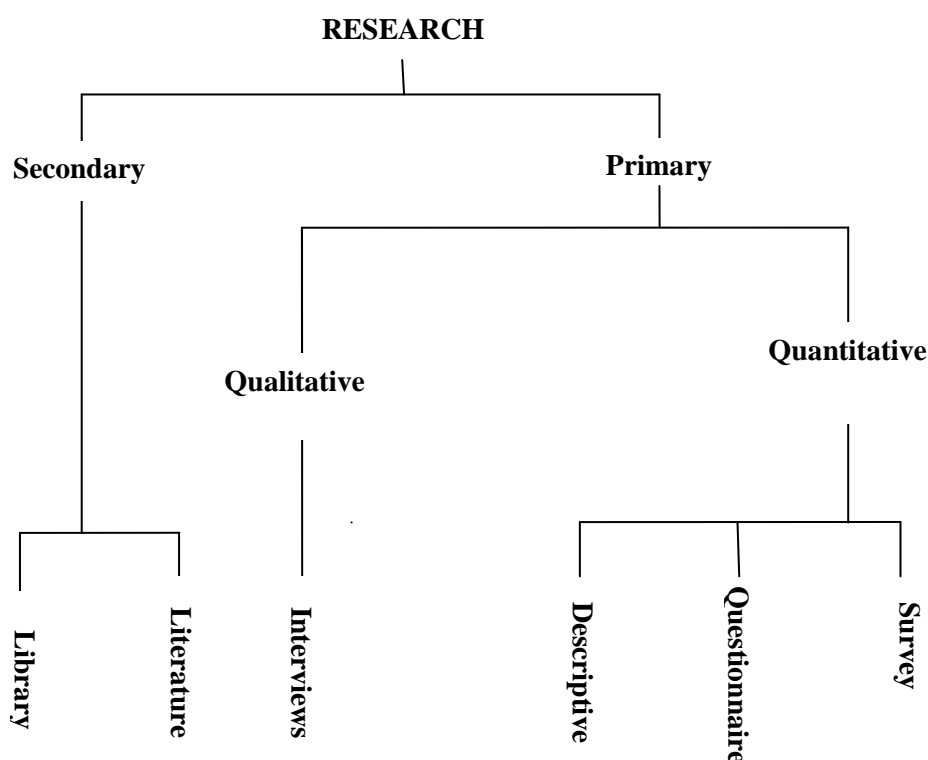 RESEARCH
Secondary
Primary
Quantitative
Qualitative
Library
Literature
Interviews
Descriptive
Questionnaire
Survey